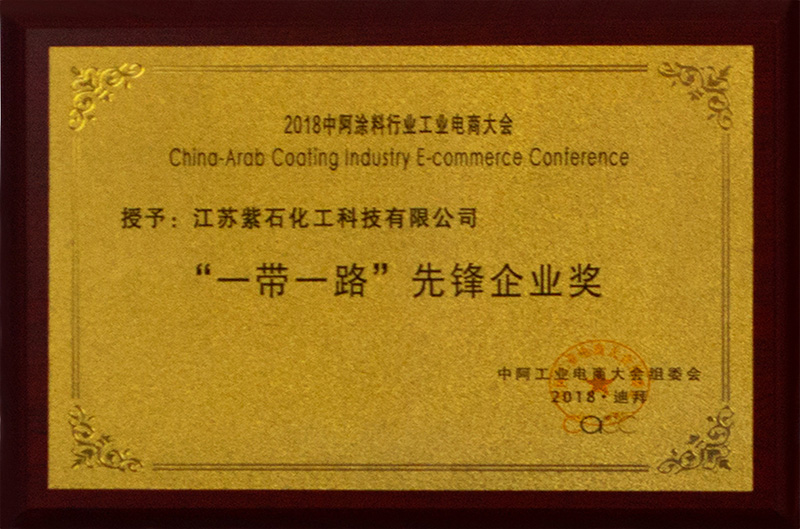 2018中阿涂料行业工业电商大会
China-Arab Coating Industry E-commerce Conference
授予：江苏紫石化工科技有限公司
“一带一路”先锋企业奖
中阿工业电商大会组委会
2018·迪拜
cacc